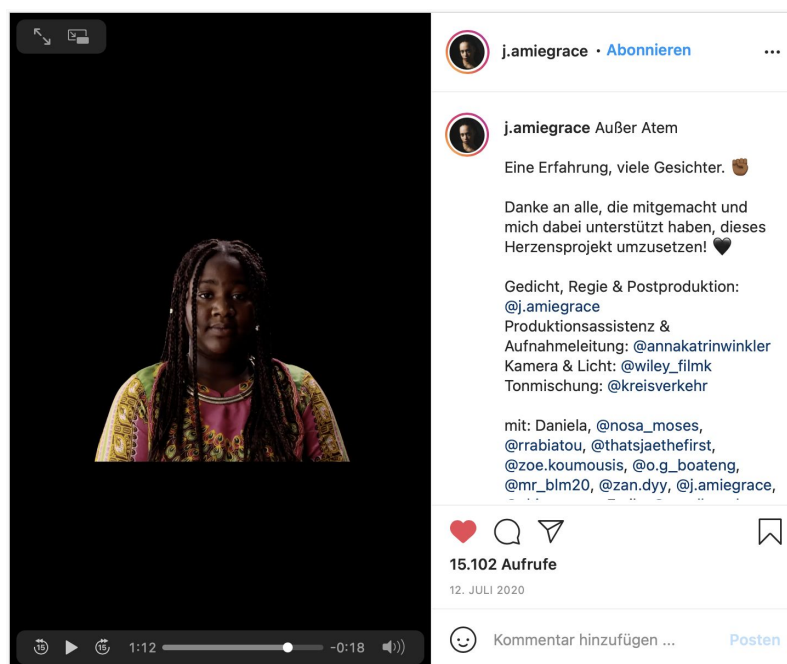 j.amiegrace • Abonnieren
j.amiegrace Außer Atem
Eine Erfahrung, viele Gesichter. ✊🏾
Danke an alle, die mitgemacht und
mich dabei unterstützt haben, dieses
Herzensprojekt umzusetzen! 🖤
Gedicht, Regie & Postproduktion:
@j.amiegrace
Produktionsassistenz &
Aufnahmeleitung: @annakatrinwinkler
Kamera & Licht: @wiley_filmk
Tonmischung: @kreisverkehr
mit: Daniela, @nosa_moses,
@rrabiatou, @thatsjaethefirst,
@zoe.koumousis, @o.g_boateng,
@mr_blm20, @zan.dyy, @j.amiegrace,
15.102 Aufrufe
12. JULI 2020
Kommentar hinzufügen ... Posten
15 15 1:12 -0:18